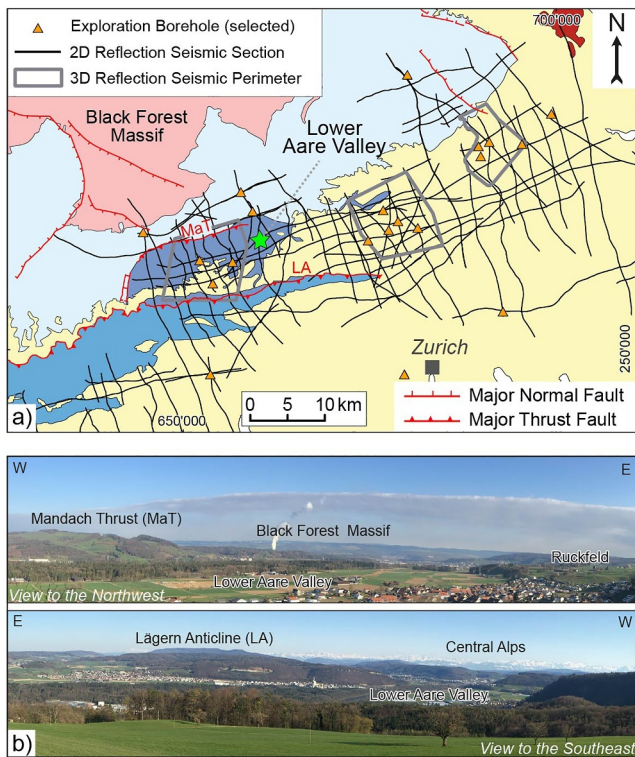 700'000
Exploration Borehole (selected)
2D Reflection Seismic Section
3D Reflection Seismic Perimeter
N
Black Forest
Massif
Lower
Aare Valley
MaT
LA
Zurich
250'000
650'000
0 5 10 km
Major Normal Fault
Major Thrust Fault
a)
W
E
Mandach Thrust (MaT)
Black Forest Massif
Ruckfeld
Lower Aare Valley
View to the Northwest
E
W
Lägern Anticline (LA)
Central Alps
Lower Aare Valley
b)
View to the Southeast